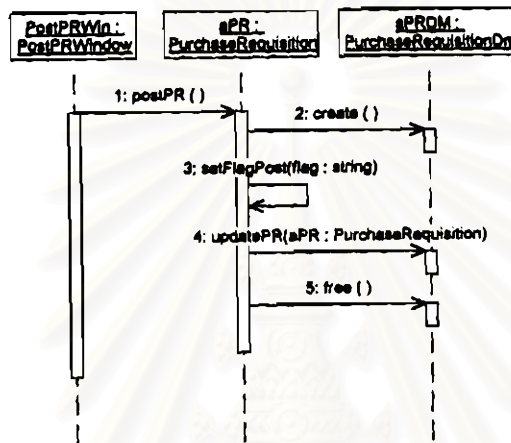 PostPRWin :
PostPRWindow
aPR :
PurchaseRequisition
aPRDM :
PurchaseRequisitionDM
1: postPR ( )
2: create ( )
3: setFlagPost(flag : string)
4: updatePR(aPR : PurchaseRequisition)
5: free ( )